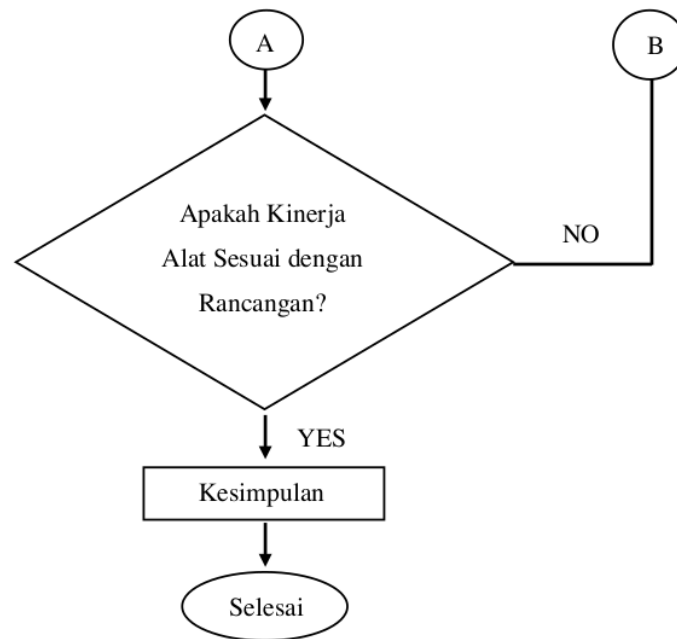 A
B
Apakah Kinerja
Alat Sesuai dengan
Rancangan?
NO
YES
Kesimpulan
Selesai